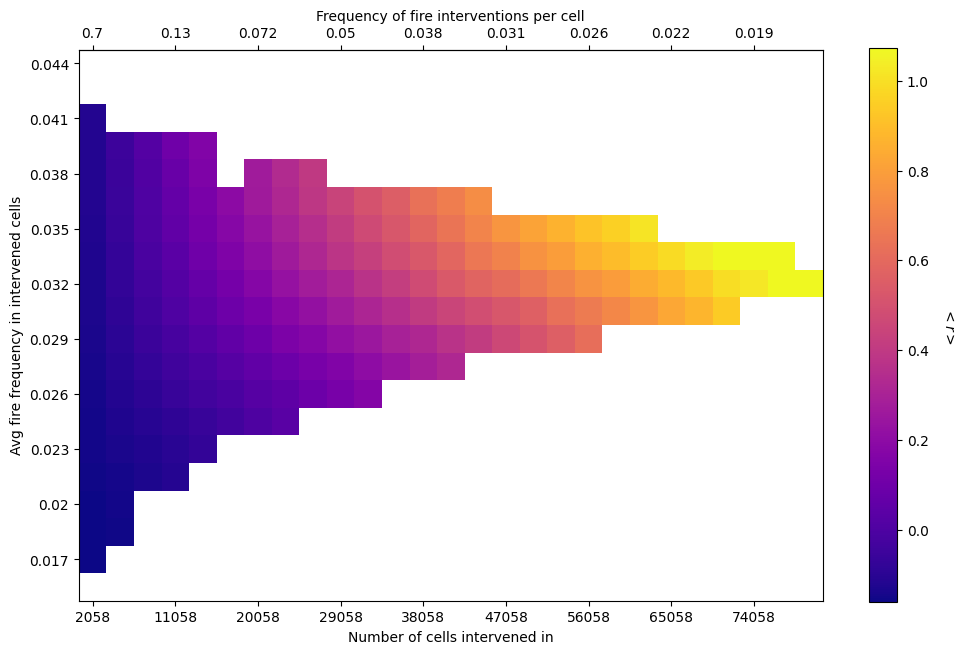 Frequency of fire interventions per cell
0.7 0.13 0.072 0.05 0.038 0.031 0.026 0.022 0.019
0.044
0.041
0.038
0.035
0.032
0.029
0.026
0.023
0.02
0.017
Avg fire frequency in intervened cells
2058 11058 20058 29058 38058 47058 56058 65058 74058
Number of cells intervened in
1.0
0.8
0.6
0.4
0.2
0.0
< r >